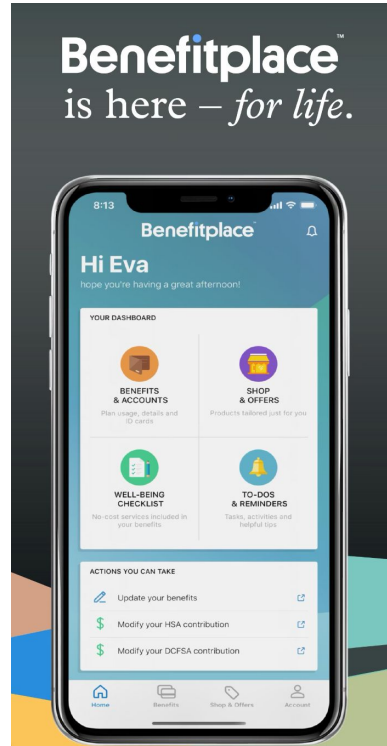 Benefitplace™
is here – for life.
8:13
Benefitplace
Hi Eva
hope you're having a great afternoon!
YOUR DASHBOARD
BENEFITS
& ACCOUNTS
Plan usage, details and
ID cards
SHOP
& OFFERS
Products tailored just for you
WELL-BEING
CHECKLIST
No-cost services included in
your benefits
TO-DOS
& REMINDERS
Tasks, activities and
helpful tips
ACTIONS YOU CAN TAKE
Update your benefits
Modify your HSA contribution
Modify your DCFSA contribution
Home Benefits Shop & Offers Account